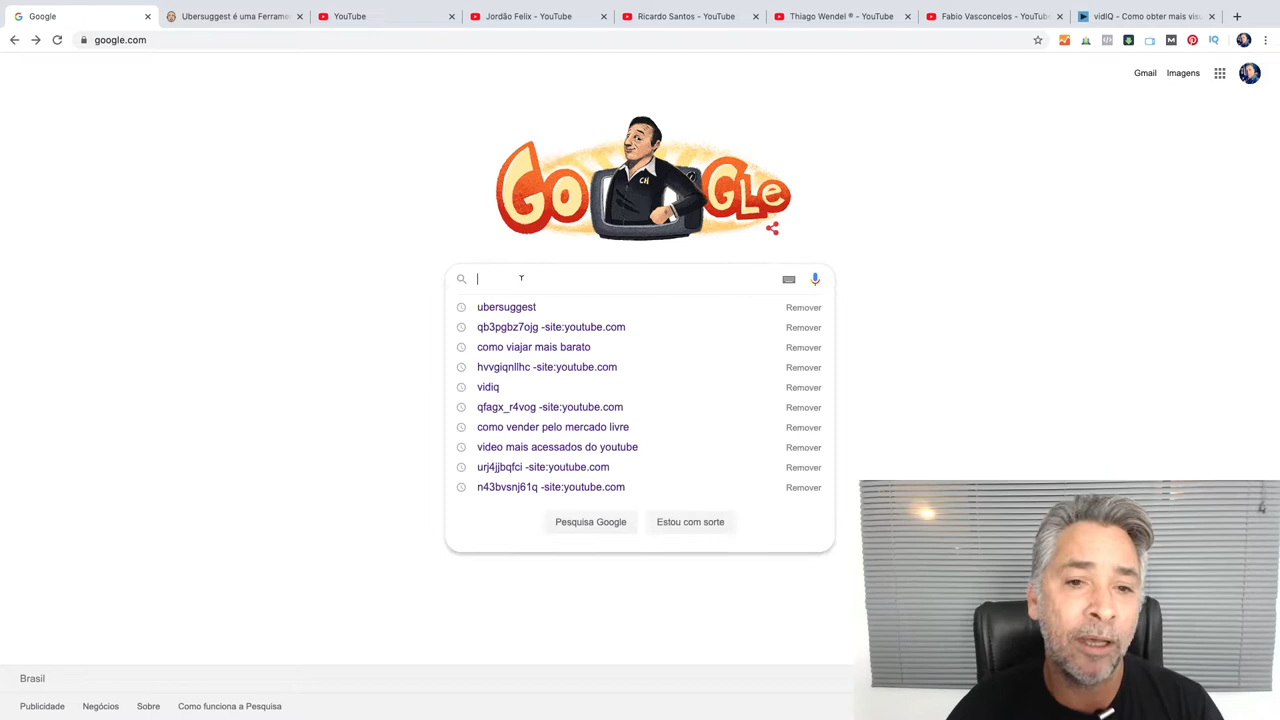 Google
Ubersuggest é uma Ferrame
YouTube
Jordão Felix - YouTube
Ricardo Santos - YouTube
Thiago Wendel ® - YouTube
Fabio Vasconcelos - YouTube
vidIQ - Como obter mais visu
google.com
Gmail
Imagens
GOOGLE
CH
ubersuggest
Remover
qb3pgbz7ojg -site:youtube.com
Remover
como viajar mais barato
Remover
hvvgiqnllhc -site:youtube.com
Remover
vidiq
Remover
qfagx_r4vog -site:youtube.com
Remover
como vender pelo mercado livre
Remover
video mais acessados do youtube
Remover
urj4jjbqfci -site:youtube.com
Remover
n43bvsnj61q -site:youtube.com
Remover
Pesquisa Google
Estou com sorte
Brasil
Publicidade
Negócios
Sobre
Como funciona a Pesquisa